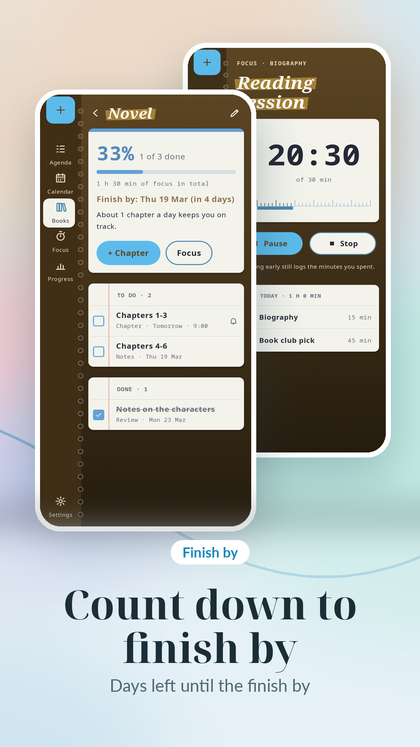 FOCUS · BIOGRAPHY
Reading
ession
20:30
of 30 min
Pause
Stop
ng early still logs the minutes you spent.
TODAY · 1 H 0 MIN
Biography
15 min
Book club pick
45 min
+
+
Agenda
Calendar
Books
Focus
Progress
Settings
Novel
33% 1 of 3 done
1 h 30 min of focus in total
Finish by: Thu 19 Mar (in 4 days)
About 1 chapter a day keeps you on
track.
+ Chapter
Focus
TO DO · 2
Chapters 1-3
Chapter · Tomorrow · 9:00
Chapters 4-6
Notes · Thu 19 Mar
DONE · 1
Notes on the characters
Review · Mon 23 Mar
Finish by
Count down to
finish by
Days left until the finish by